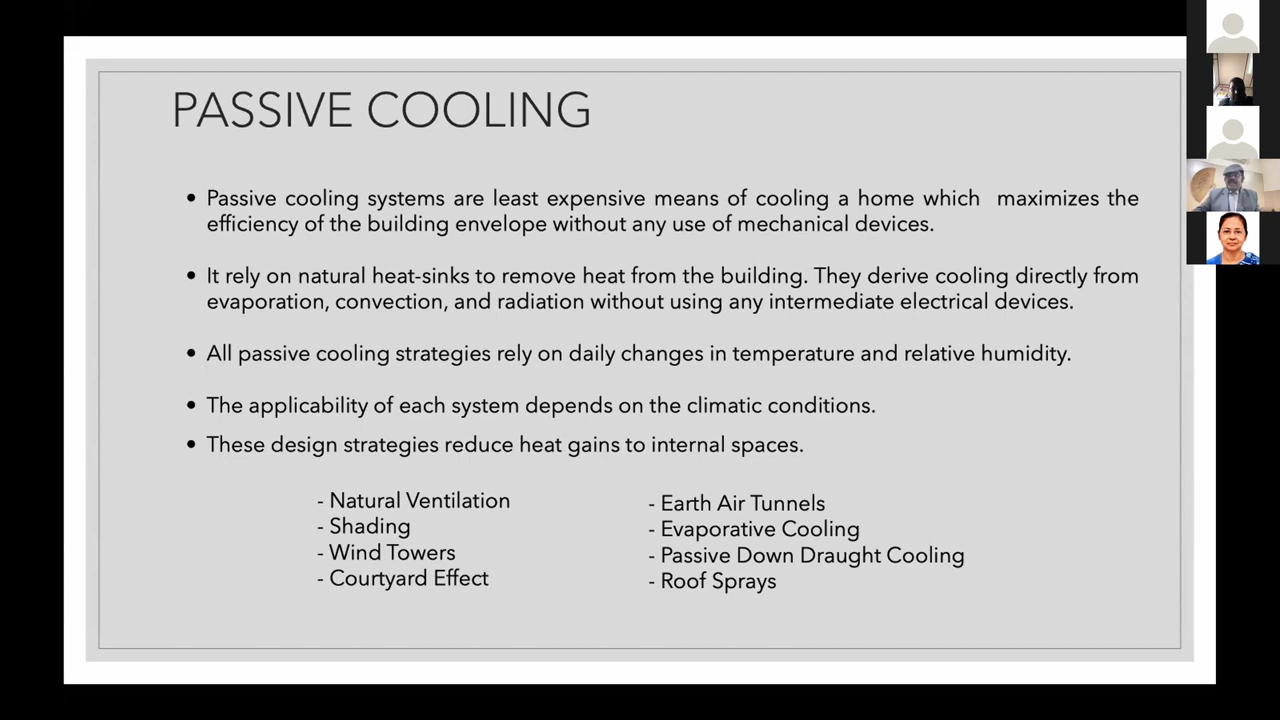 PASSIVE COOLING
• Passive cooling systems are least expensive means of cooling a home which maximizes the
efficiency of the building envelope without any use of mechanical devices.
• It rely on natural heat-sinks to remove heat from the building. They derive cooling directly from
evaporation, convection, and radiation without using any intermediate electrical devices.
• All passive cooling strategies rely on daily changes in temperature and relative humidity.
• The applicability of each system depends on the climatic conditions.
• These design strategies reduce heat gains to internal spaces.
- Natural Ventilation
- Shading
- Wind Towers
- Courtyard Effect
- Earth Air Tunnels
- Evaporative Cooling
- Passive Down Draught Cooling
- Roof Sprays